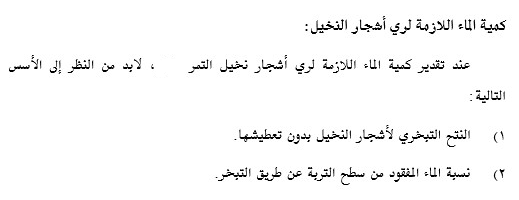 كمية الماء اللازمة لري أشجار النخيل:
عند تقدير كمية الماء اللازمة لري أشجار نخيل التمر ، لابد من النظر إلى الأسس
التالية:
١) النتح التبخري لأشجار النخيل بدون تعطيشها.
٢) نسبة الماء المفقود من سطح التربة عن طريق التبخر.